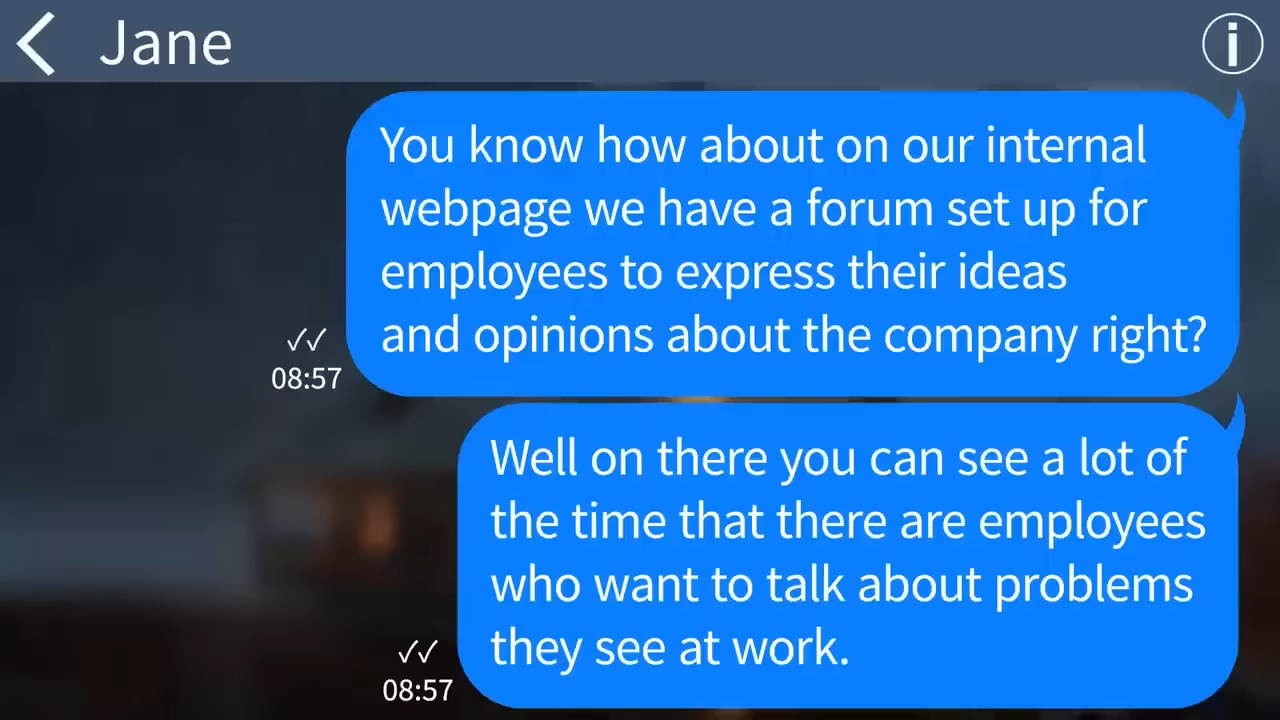 Jane
i
You know how about on our internal
webpage we have a forum set up for
employees to express their ideas
and opinions about the company right?
✓✓
08:57
Well on there you can see a lot of
the time that there are employees
who want to talk about problems
they see at work.
✓✓
08:57